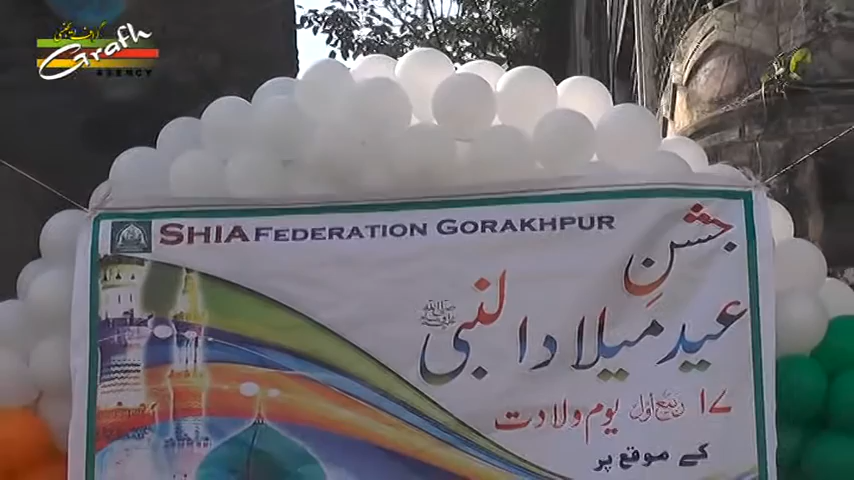 گراف ایجنسی
Grafh
AGENCY
SHIA FEDERATION GORAKHPUR
جشن
عید میلاد النبی ﷺ
۱۷ ربیع الاول یوم ولادت
کے موقع پر